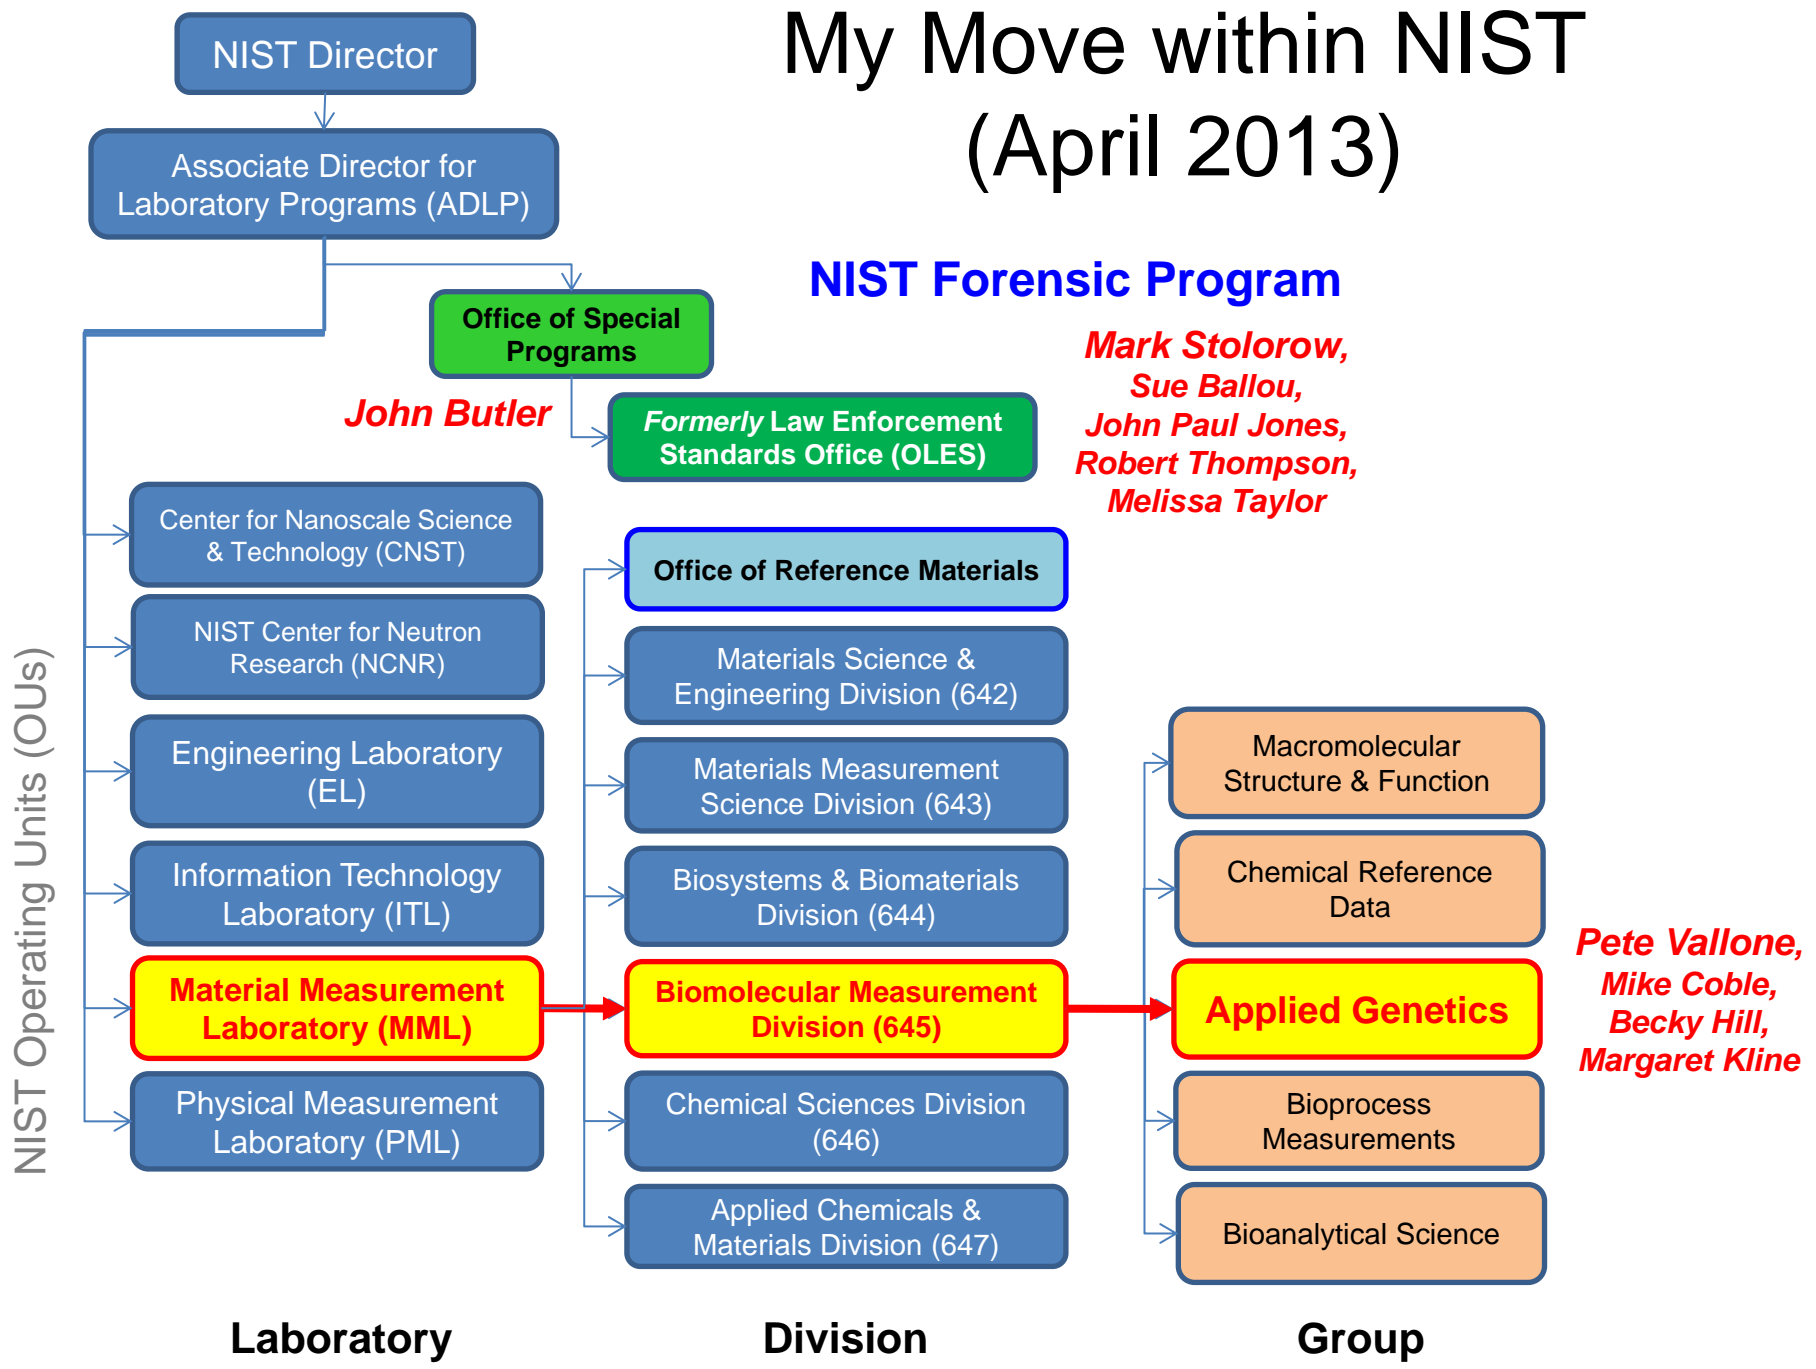 My Move within NIST
(April 2013)
NIST Director
Associate Director for
Laboratory Programs (ADLP)
NIST Forensic Program
Office of Special
Programs
John Butler
Formerly Law Enforcement
Standards Office (OLES)
Mark Stolorow,
Sue Ballou,
John Paul Jones,
Robert Thompson,
Melissa Taylor
NIST Operating Units (OUs)
Center for Nanoscale Science
& Technology (CNST)
NIST Center for Neutron
Research (NCNR)
Engineering Laboratory
(EL)
Information Technology
Laboratory (ITL)
Material Measurement
Laboratory (MML)
Physical Measurement
Laboratory (PML)
Office of Reference Materials
Materials Science &
Engineering Division (642)
Materials Measurement
Science Division (643)
Biosystems & Biomaterials
Division (644)
Biomolecular Measurement
Division (645)
Chemical Sciences Division
(646)
Applied Chemicals &
Materials Division (647)
Macromolecular
Structure & Function
Chemical Reference
Data
Applied Genetics
Bioprocess
Measurements
Bioanalytical Science
Pete Vallone,
Mike Coble,
Becky Hill,
Margaret Kline
Laboratory
Division
Group